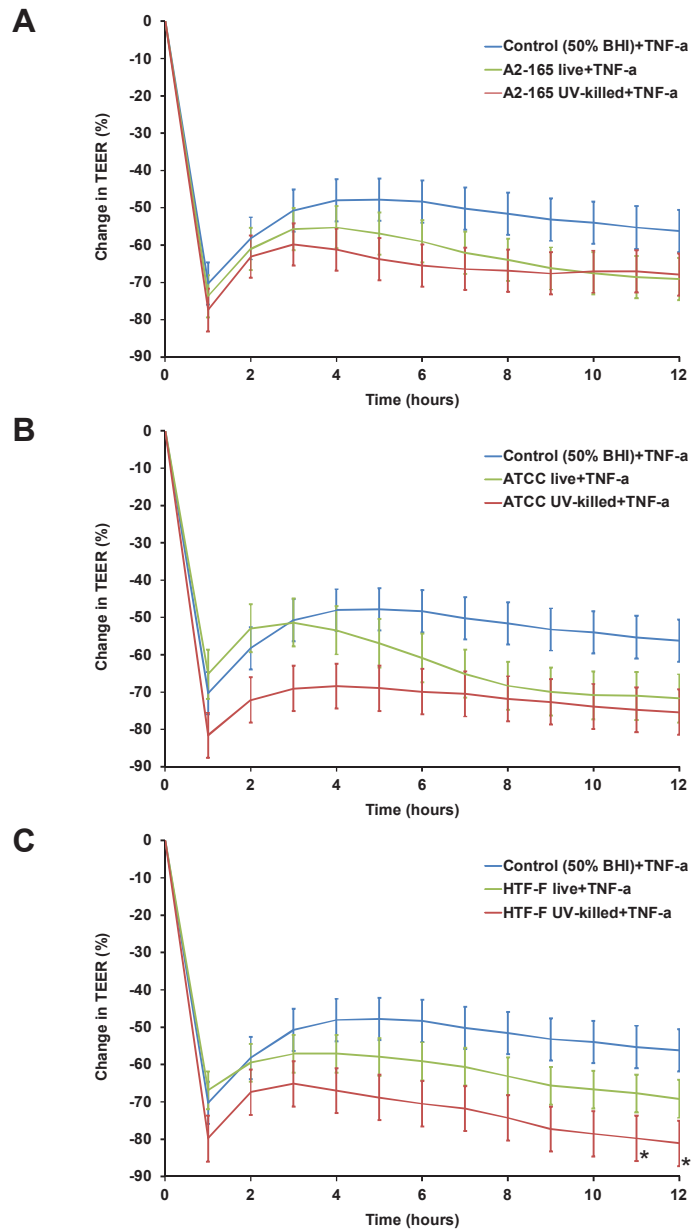 A
0
-10
-20
-30
-40
-50
-60
-70
-80
-90
Change in TEER (%)
Control (50% BHI)+TNF-a
A2-165 live+TNF-a
A2-165 UV-killed+TNF-a
0 2 4 6 8 10 12
Time (hours)
B
0
-10
-20
-30
-40
-50
-60
-70
-80
-90
Change in TEER (%)
Control (50% BHI)+TNF-a
ATCC live+TNF-a
ATCC UV-killed+TNF-a
0 2 4 6 8 10 12
Time (hours)
C
0
-10
-20
-30
-40
-50
-60
-70
-80
-90
Change in TEER (%)
Control (50% BHI)+TNF-a
HTF-F live+TNF-a
HTF-F UV-killed+TNF-a
* *
0 2 4 6 8 10 12
Time (hours)